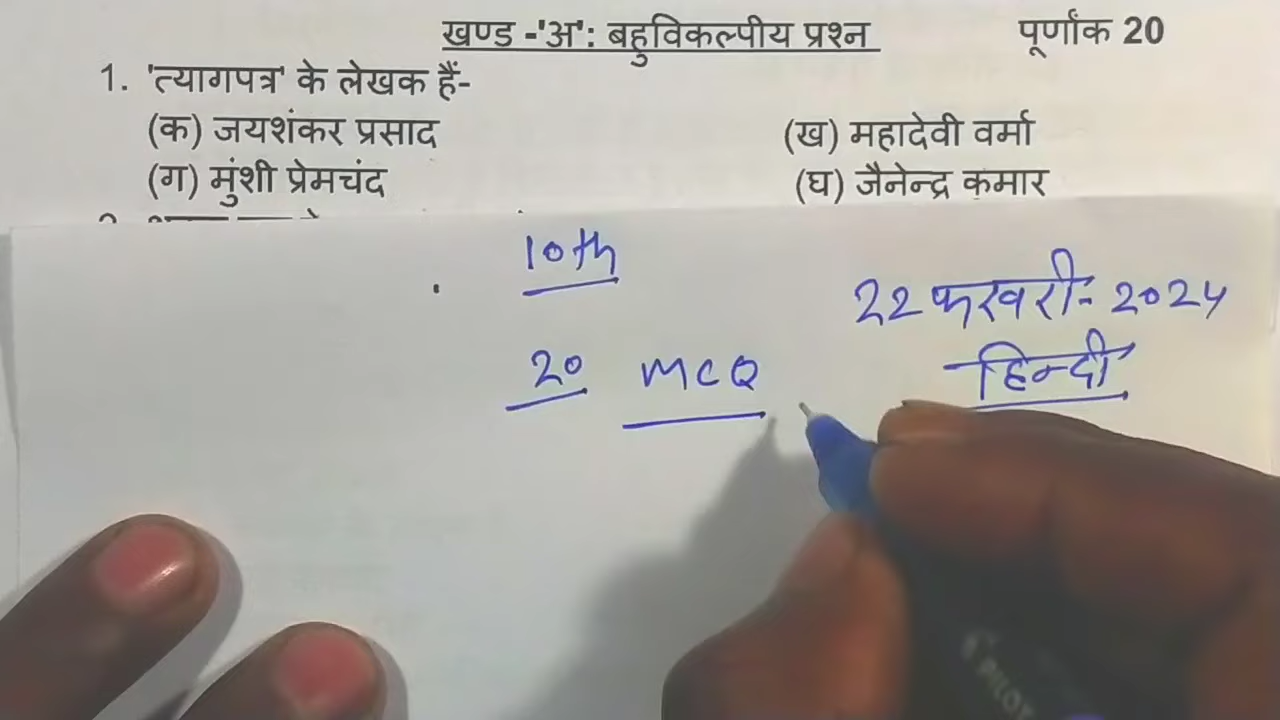 खण्ड -'अ': बहुविकल्पीय प्रश्न पूर्णांक 20
1. 'त्यागपत्र' के लेखक हैं-
(क) जयशंकर प्रसाद (ख) महादेवी वर्मा
(ग) मुंशी प्रेमचंद (घ) जैनेन्द्र कुमार
10th
22 फरवरी- 2024
20 MCQ
हिन्दी
PILOT